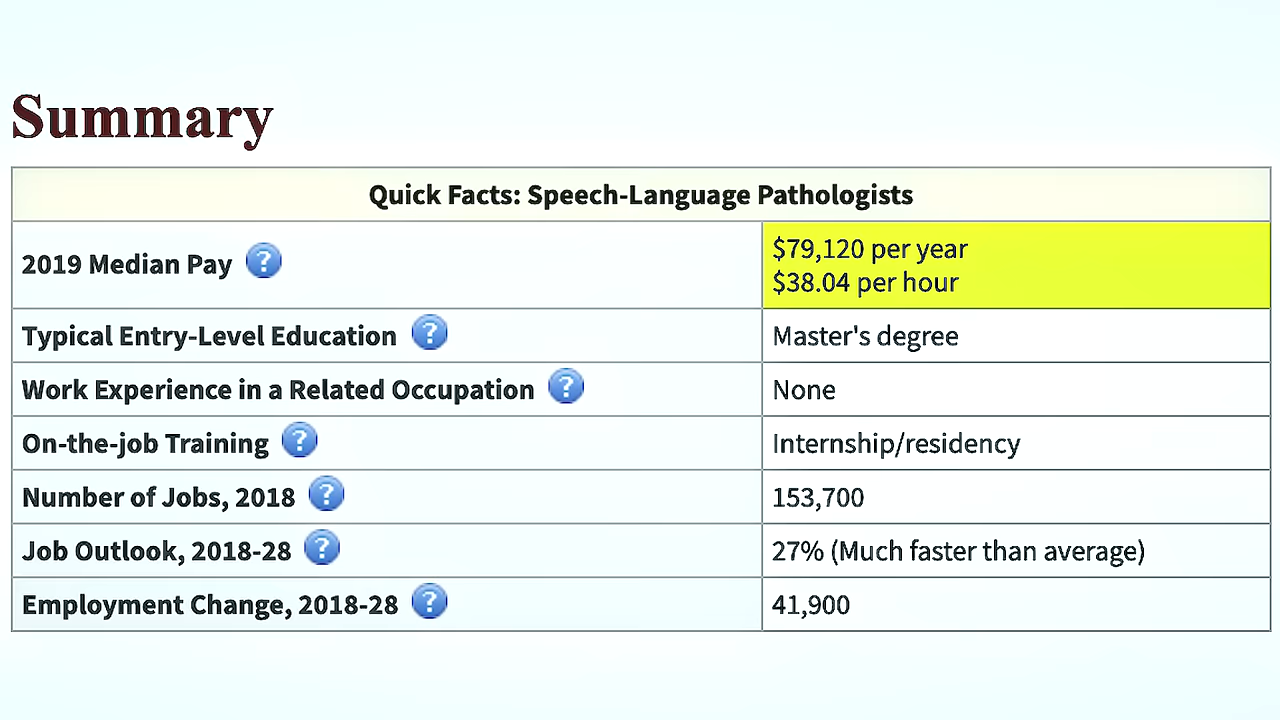 Summary
Quick Facts: Speech-Language Pathologists
2019 Median Pay ?
$79,120 per year
$38.04 per hour
Typical Entry-Level Education ?
Master's degree
Work Experience in a Related Occupation ?
None
On-the-job Training ?
Internship/residency
Number of Jobs, 2018 ?
153,700
Job Outlook, 2018-28 ?
27% (Much faster than average)
Employment Change, 2018-28 ?
41,900